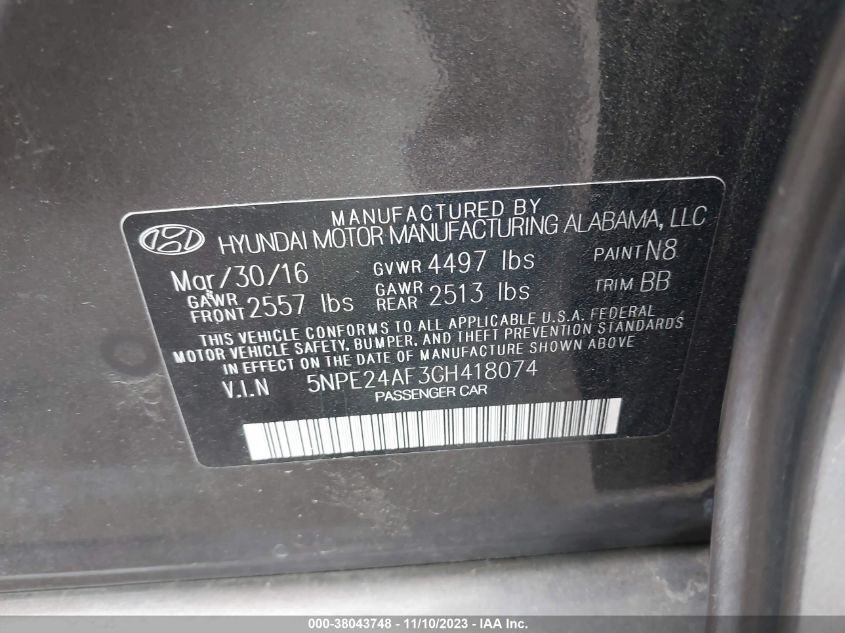 MANUFACTURED BY
HYUNDAI MOTOR MANUFACTURING ALABAMA, LLC
Mar/30/16 GVWR 4497 lbs PAINT N8
GAWR FRONT 2557 lbs GAWR REAR 2513 lbs TRIM BB
THIS VEHICLE CONFORMS TO ALL APPLICABLE U.S.A. FEDERAL
MOTOR VEHICLE SAFETY, BUMPER, AND THEFT PREVENTION STANDARDS
IN EFFECT ON THE DATE OF MANUFACTURE SHOWN ABOVE.
V.I.N 5NPE24AF3GH418074
PASSENGER CAR
000-38043748 - 11/10/2023 - IAA Inc.